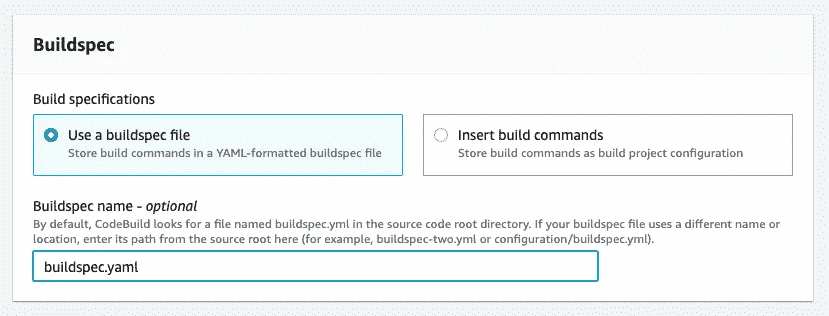 Buildspec
Build specifications
Use a buildspec file
Store build commands in a YAML-formatted buildspec file
Insert build commands
Store build commands as build project configuration
Buildspec name - optional
By default, CodeBuild looks for a file named buildspec.yml in the source code root directory. If your buildspec file uses a different name or
location, enter its path from the source root here (for example, buildspec-two.yml or configuration/buildspec.yml).
buildspec.yaml